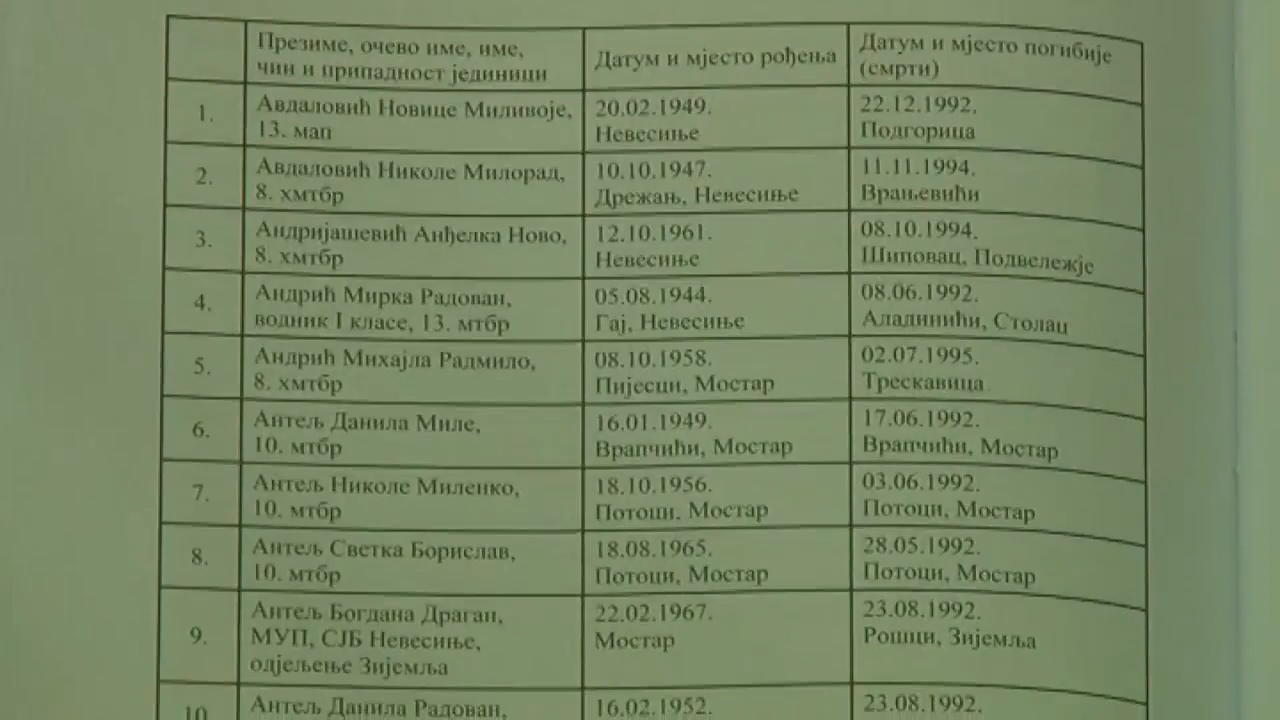 Презиме, очево име, име,
чин и припадност јединици
Датум и мјесто рођења
Датум и мјесто погибије
(смрти)
1.
Авдаловић Новице Миливоје,
13. мап
20.02.1949.
Невесиње
22.12.1992.
Подгорица
2.
Авдаловић Николе Милорад,
8. хмтбр
10.10.1947.
Дрежањ, Невесиње
11.11.1994.
Врањевићи
3.
Андријашевић Анђелка Ново,
8. хмтбр
12.10.1961.
Невесиње
08.10.1994.
Шиповац, Подвележје
4.
Андрић Мирка Радован,
водник I класе, 13. мтбр
05.08.1944.
Гај, Невесиње
08.06.1992.
Аладинићи, Столац
5.
Андрић Михајла Радмило,
8. хмтбр
08.10.1958.
Пијесци, Мостар
02.07.1995.
Трескавица
6.
Антељ Данила Миле,
10. мтбр
16.01.1949.
Врапчићи, Мостар
17.06.1992.
Врапчићи, Мостар
7.
Антељ Николе Миленко,
10. мтбр
18.10.1956.
Потоци, Мостар
03.06.1992.
Потоци, Мостар
8.
Антељ Светка Борислав,
10. мтбр
18.08.1965.
Потоци, Мостар
28.05.1992.
Потоци, Мостар
9.
Антељ Богдана Драган,
МУП, СЈБ Невесиње,
одјељење Зијемља
22.02.1967.
Мостар
23.08.1992.
Рошци, Зијемља
10.
Антељ Данила Радован,
16.02.1952.
23.08.1992.